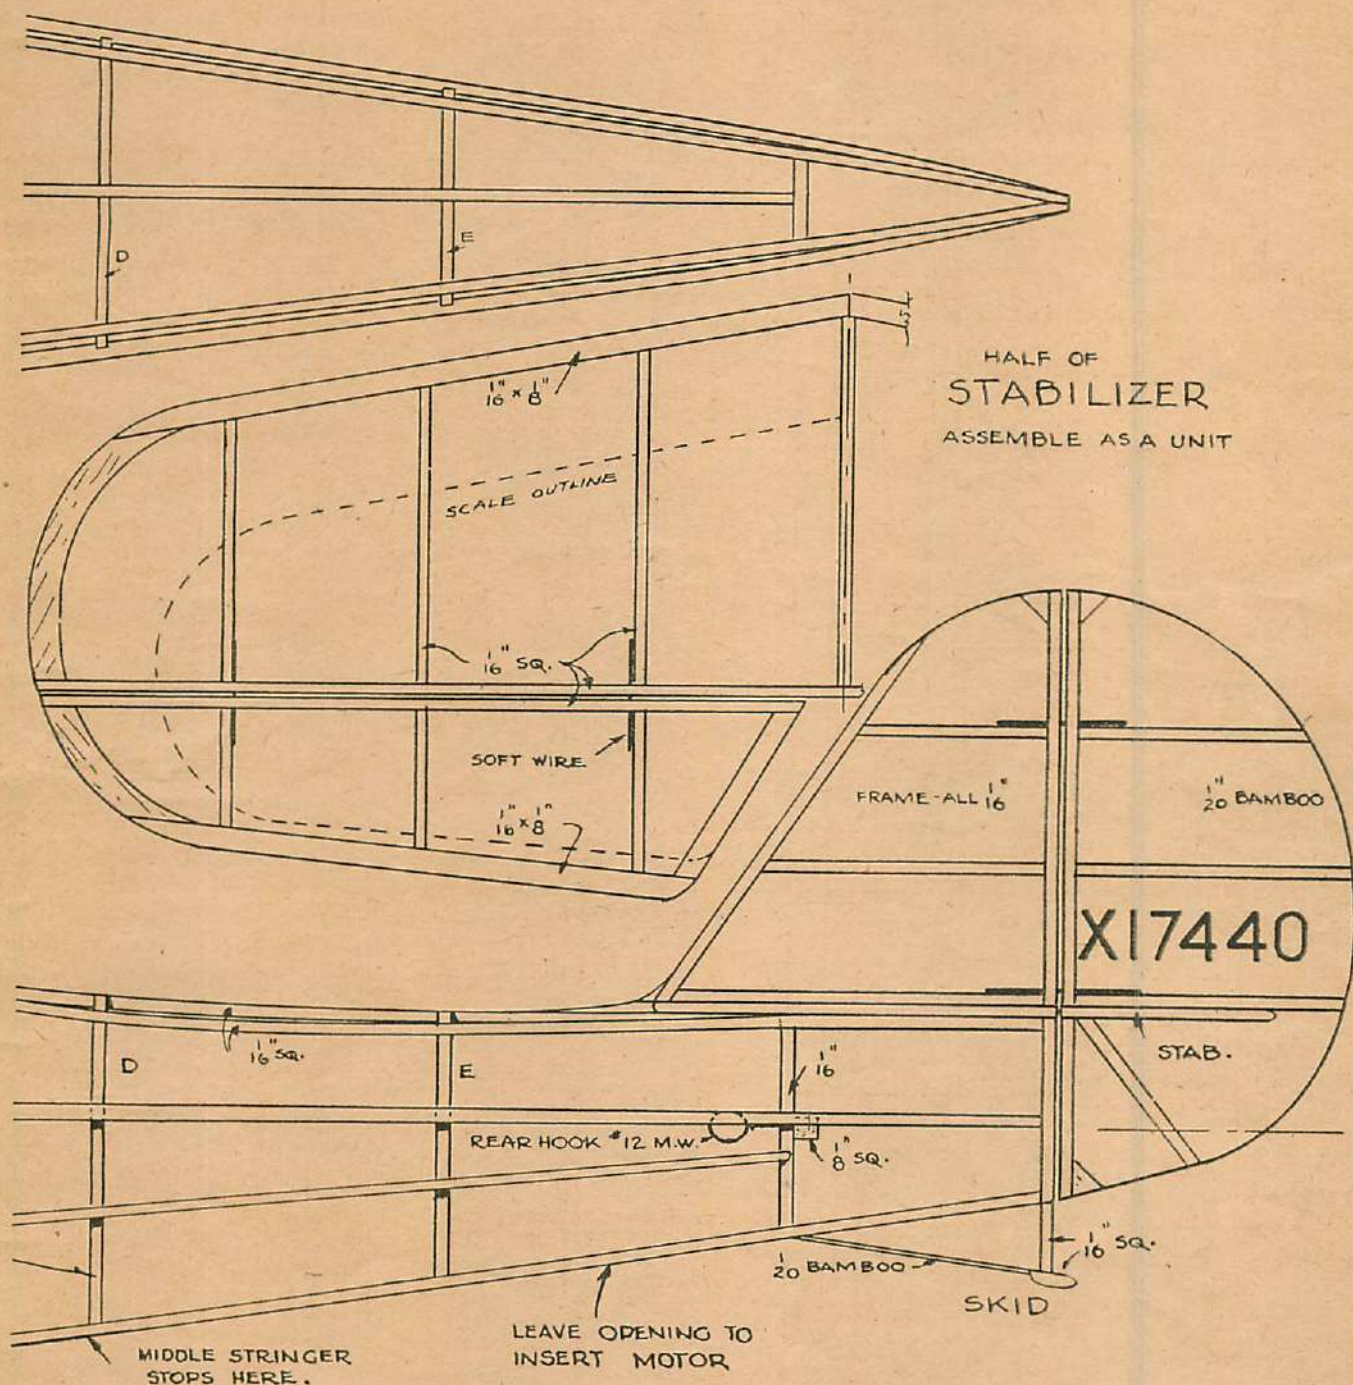 D
E
1/16" x 1/8"
.5
HALF OF
STABILIZER
ASSEMBLE AS A UNIT
SCALE OUTLINE
1/16" SQ.
SOFT WIRE
1/16" x 1/8"
FRAME-ALL 1/16"
1/20" BAMBOO
X17440
1/16" SQ.
D
E
1/16"
STAB.
REAR HOOK #12 M.W.
1/8" SQ.
1/20 BAMBOO
1/16" SQ.
SKID
LEAVE OPENING TO
INSERT MOTOR
MIDDLE STRINGER
STOPS HERE.